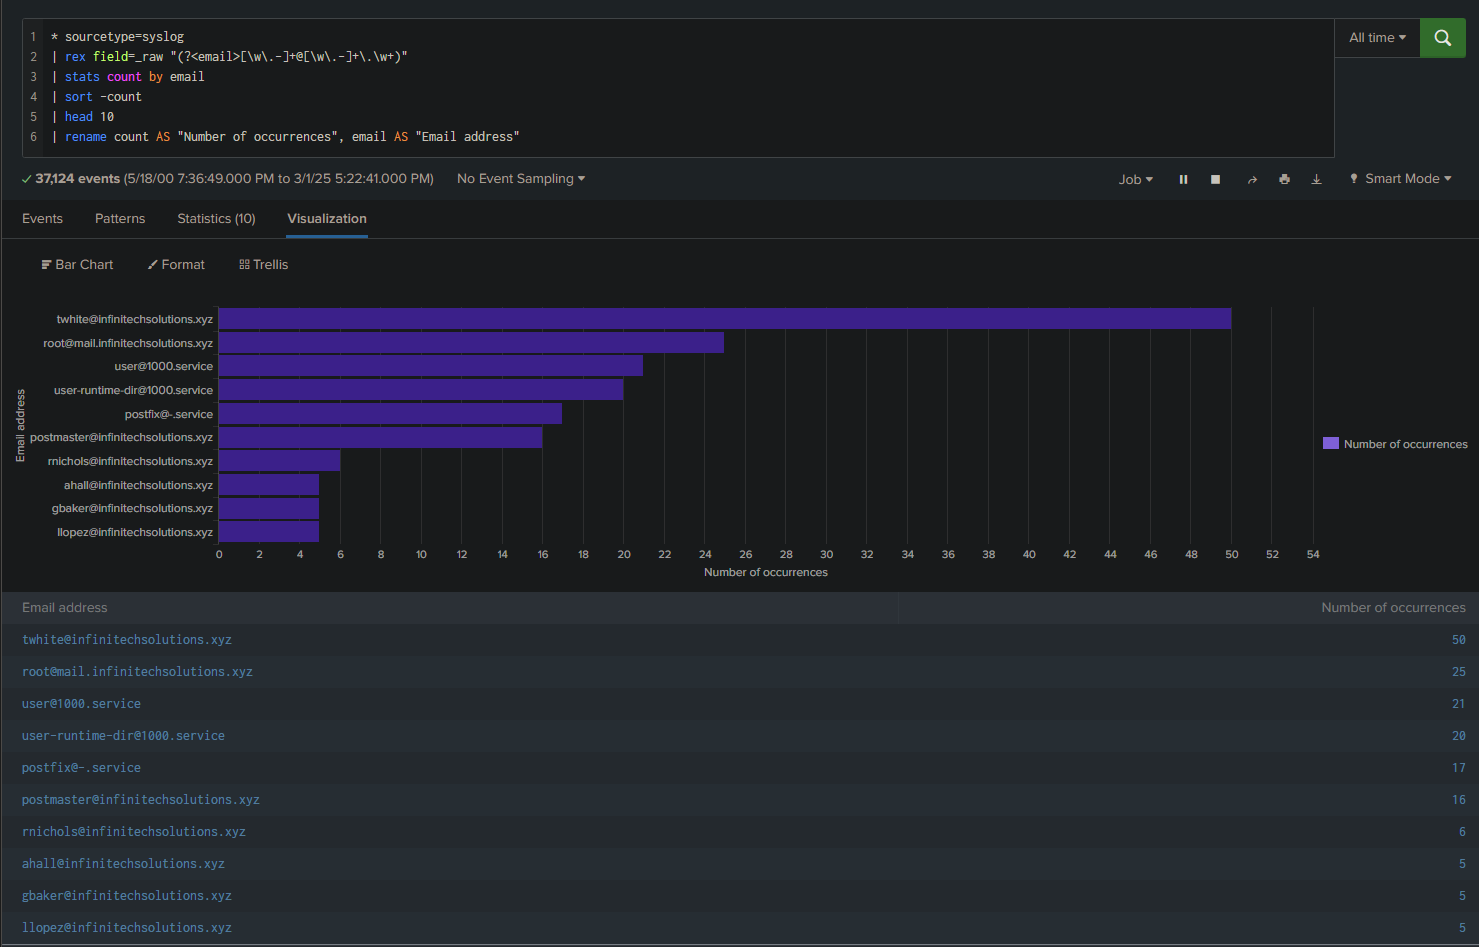 1 * sourcetype=syslog
2 | rex field=_raw "(?<email>[\w\.-]+@[\w\.-]+\.\w+)"
3 | stats count by email
4 | sort -count
5 | head 10
6 | rename count AS "Number of occurrences", email AS "Email address"
All time
37,124 events (5/18/00 7:36:49.000 PM to 3/1/25 5:22:41.000 PM) No Event Sampling Job Smart Mode
Events Patterns Statistics (10) Visualization
Bar Chart Format Trellis
Email address
twhite@infinitechsolutions.xyz
root@mail.infinitechsolutions.xyz
user@1000.service
user-runtime-dir@1000.service
postfix@-.service
postmaster@infinitechsolutions.xyz
rnichols@infinitechsolutions.xyz
ahall@infinitechsolutions.xyz
gbaker@infinitechsolutions.xyz
llopez@infinitechsolutions.xyz
0 2 4 6 8 10 12 14 16 18 20 22 24 26 28 30 32 34 36 38 40 42 44 46 48 50 52 54
Number of occurrences
Number of occurrences
Email address Number of occurrences
twhite@infinitechsolutions.xyz 50
root@mail.infinitechsolutions.xyz 25
user@1000.service 21
user-runtime-dir@1000.service 20
postfix@-.service 17
postmaster@infinitechsolutions.xyz 16
rnichols@infinitechsolutions.xyz 6
ahall@infinitechsolutions.xyz 5
gbaker@infinitechsolutions.xyz 5
llopez@infinitechsolutions.xyz 5